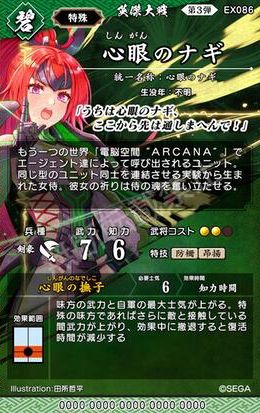 碧 特殊 英傑大戦 第3弾 EX086
しん がん
心眼のナギ
統一名称:心眼のナギ
生没年:不明
「うちは心眼のナギ、
ここから先は通しまへんで!」
もう一つの世界「電脳空間 “ARCANA”」で
エージェント達によって呼び出されるユニット。
同じ型のユニット同士を連結させる実験から生
まれた女侍。彼女の祈りは侍の魂を奮い立たせる。
兵種 武力 知力 武将コスト
剣豪 7 6 特技 防柵 昂揚
しんがんのなでしこ 必要士気 効果時間
心眼の撫子 6 知力時間
効果範囲
味方の武力と自軍の最大士気が上がる。特
殊の味方であればさらに敵と接触している
間武力が上がり、効果中に撤退すると復活
時間が減少する
Illustration:田所哲平 ©SEGA
0000-0000-0000-0000-0000